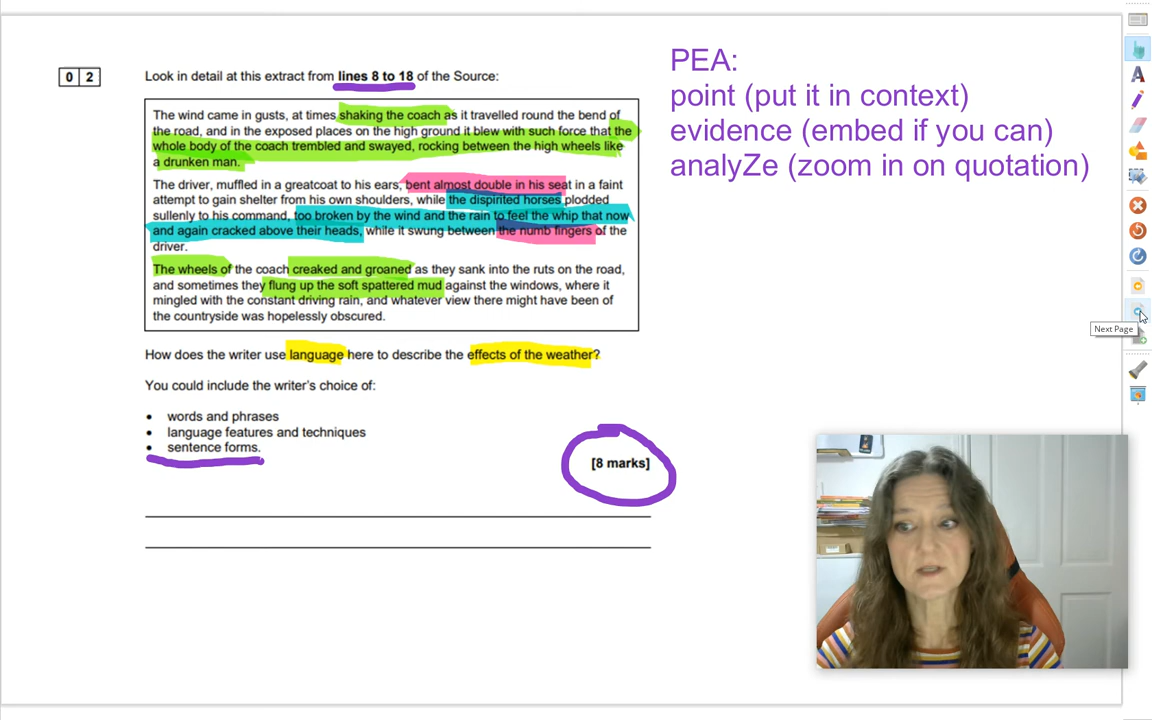 0 2
Look in detail at this extract from lines 8 to 18 of the Source:
The wind came in gusts, at times shaking the coach as it travelled round the bend of
the road, and in the exposed places on the high ground it blew with such force that the
whole body of the coach trembled and swayed, rocking between the high wheels like
a drunken man.
The driver, muffled in a greatcoat to his ears, bent almost double in his seat in a faint
attempt to gain shelter from his own shoulders, while the dispirited horses plodded
sullenly to his command, too broken by the wind and the rain to feel the whip that now
and again cracked above their heads, while it swung between the numb fingers of the
driver.
The wheels of the coach creaked and groaned as they sank into the ruts on the road,
and sometimes they flung up the soft spattered mud against the windows, where it
mingled with the constant driving rain, and whatever view there might have been of
the countryside was hopelessly obscured.
How does the writer use language here to describe the effects of the weather?
You could include the writer's choice of:
• words and phrases
• language features and techniques
• sentence forms.
[8 marks]
PEA:
point (put it in context)
evidence (embed if you can)
analyZe (zoom in on quotation)
A
Next Page